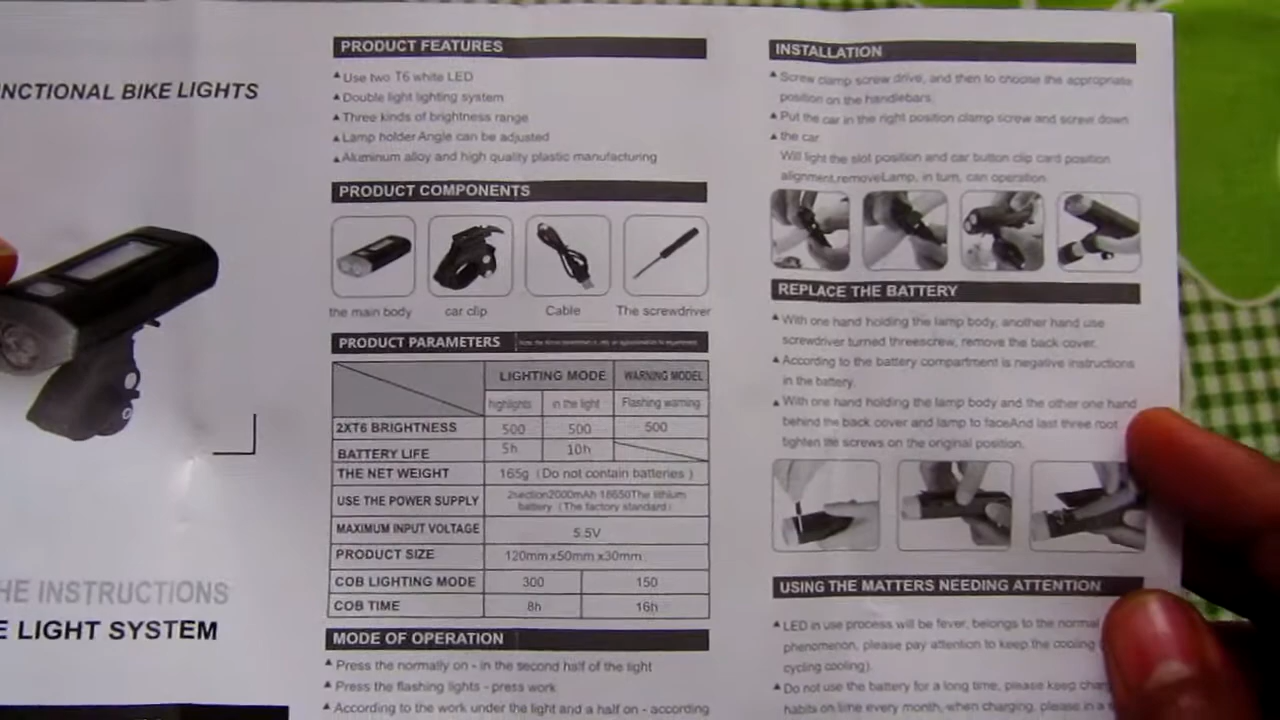 NCTIONAL BIKE LIGHTS
HE INSTRUCTIONS
E LIGHT SYSTEM
PRODUCT FEATURES
▲Use two T6 white LED
▲Double light lighting system
▲Three kinds of brightness range
▲Lamp holder Angle can be adjusted
▲Aluminum alloy and high quality plastic manufacturing
PRODUCT COMPONENTS
the main body car clip Cable The screwdriver
PRODUCT PARAMETERS
LIGHTING MODE WARNING MODEL
highlights in the light Flashing warning
2XT6 BRIGHTNESS 500 500 500
BATTERY LIFE 5h 10h
THE NET WEIGHT 165g (Do not contain batteries)
USE THE POWER SUPPLY 2section2000mAh 18650The lithium
battery (The factory standard)
MAXIMUM INPUT VOLTAGE 5.5V
PRODUCT SIZE 120mm x50mm x30mm
COB LIGHTING MODE 300 150
COB TIME 8h 16h
MODE OF OPERATION
▲Press the normally on - in the second half of the light
▲Press the flashing lights - press work
▲According to the work under the light and a half on - according
INSTALLATION
▲Screw clamp screw drive, and then to choose the appropriate
position on the handlebars.
▲Put the car in the right position clamp screw and screw down
▲the car
Will light the slot position and car button clip card position
alignment,removeLamp, in turn, can operation
REPLACE THE BATTERY
▲With one hand holding the lamp body, another hand use
screwdriver turned threescrew, remove the back cover.
▲According to the battery compartment is negative instructions
in the battery.
▲With one hand holding the lamp body and the other one hand
behind the back cover and lamp to faceAnd last three root
tighten the screws on the original position.
USING THE MATTERS NEEDING ATTENTION
▲LED in use process will be fever, belongs to the normal
phenomenon, please pay attention to keep the cooling (
cycling cooling).
▲Do not use the battery for a long time, please keep char
habits on time every month, when charging, please in a